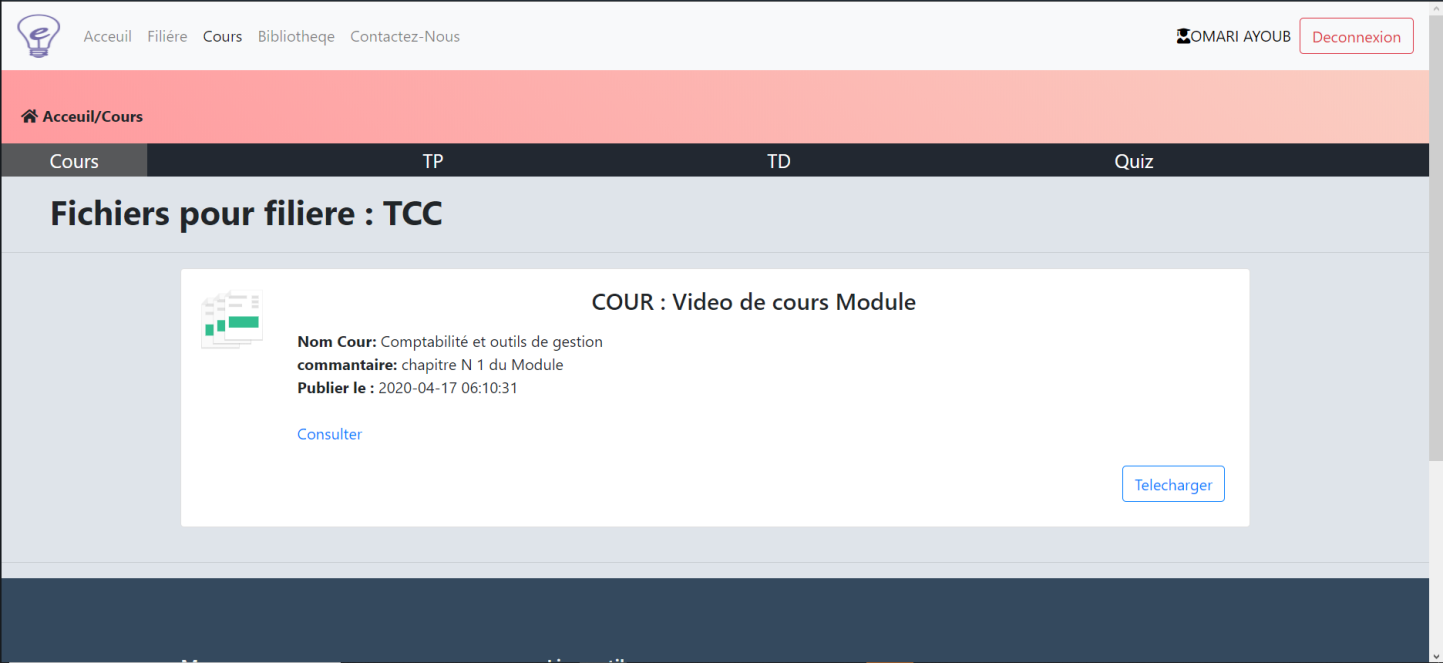 e Acceuil Filiére Cours Bibliotheqe Contactez-Nous OMARI AYOUB Deconnexion
Acceuil/Cours
Cours TP TD Quiz
Fichiers pour filiere : TCC
COUR : Video de cours Module
Nom Cour: Comptabilité et outils de gestion
commantaire: chapitre N 1 du Module
Publier le : 2020-04-17 06:10:31
Consulter
Telecharger